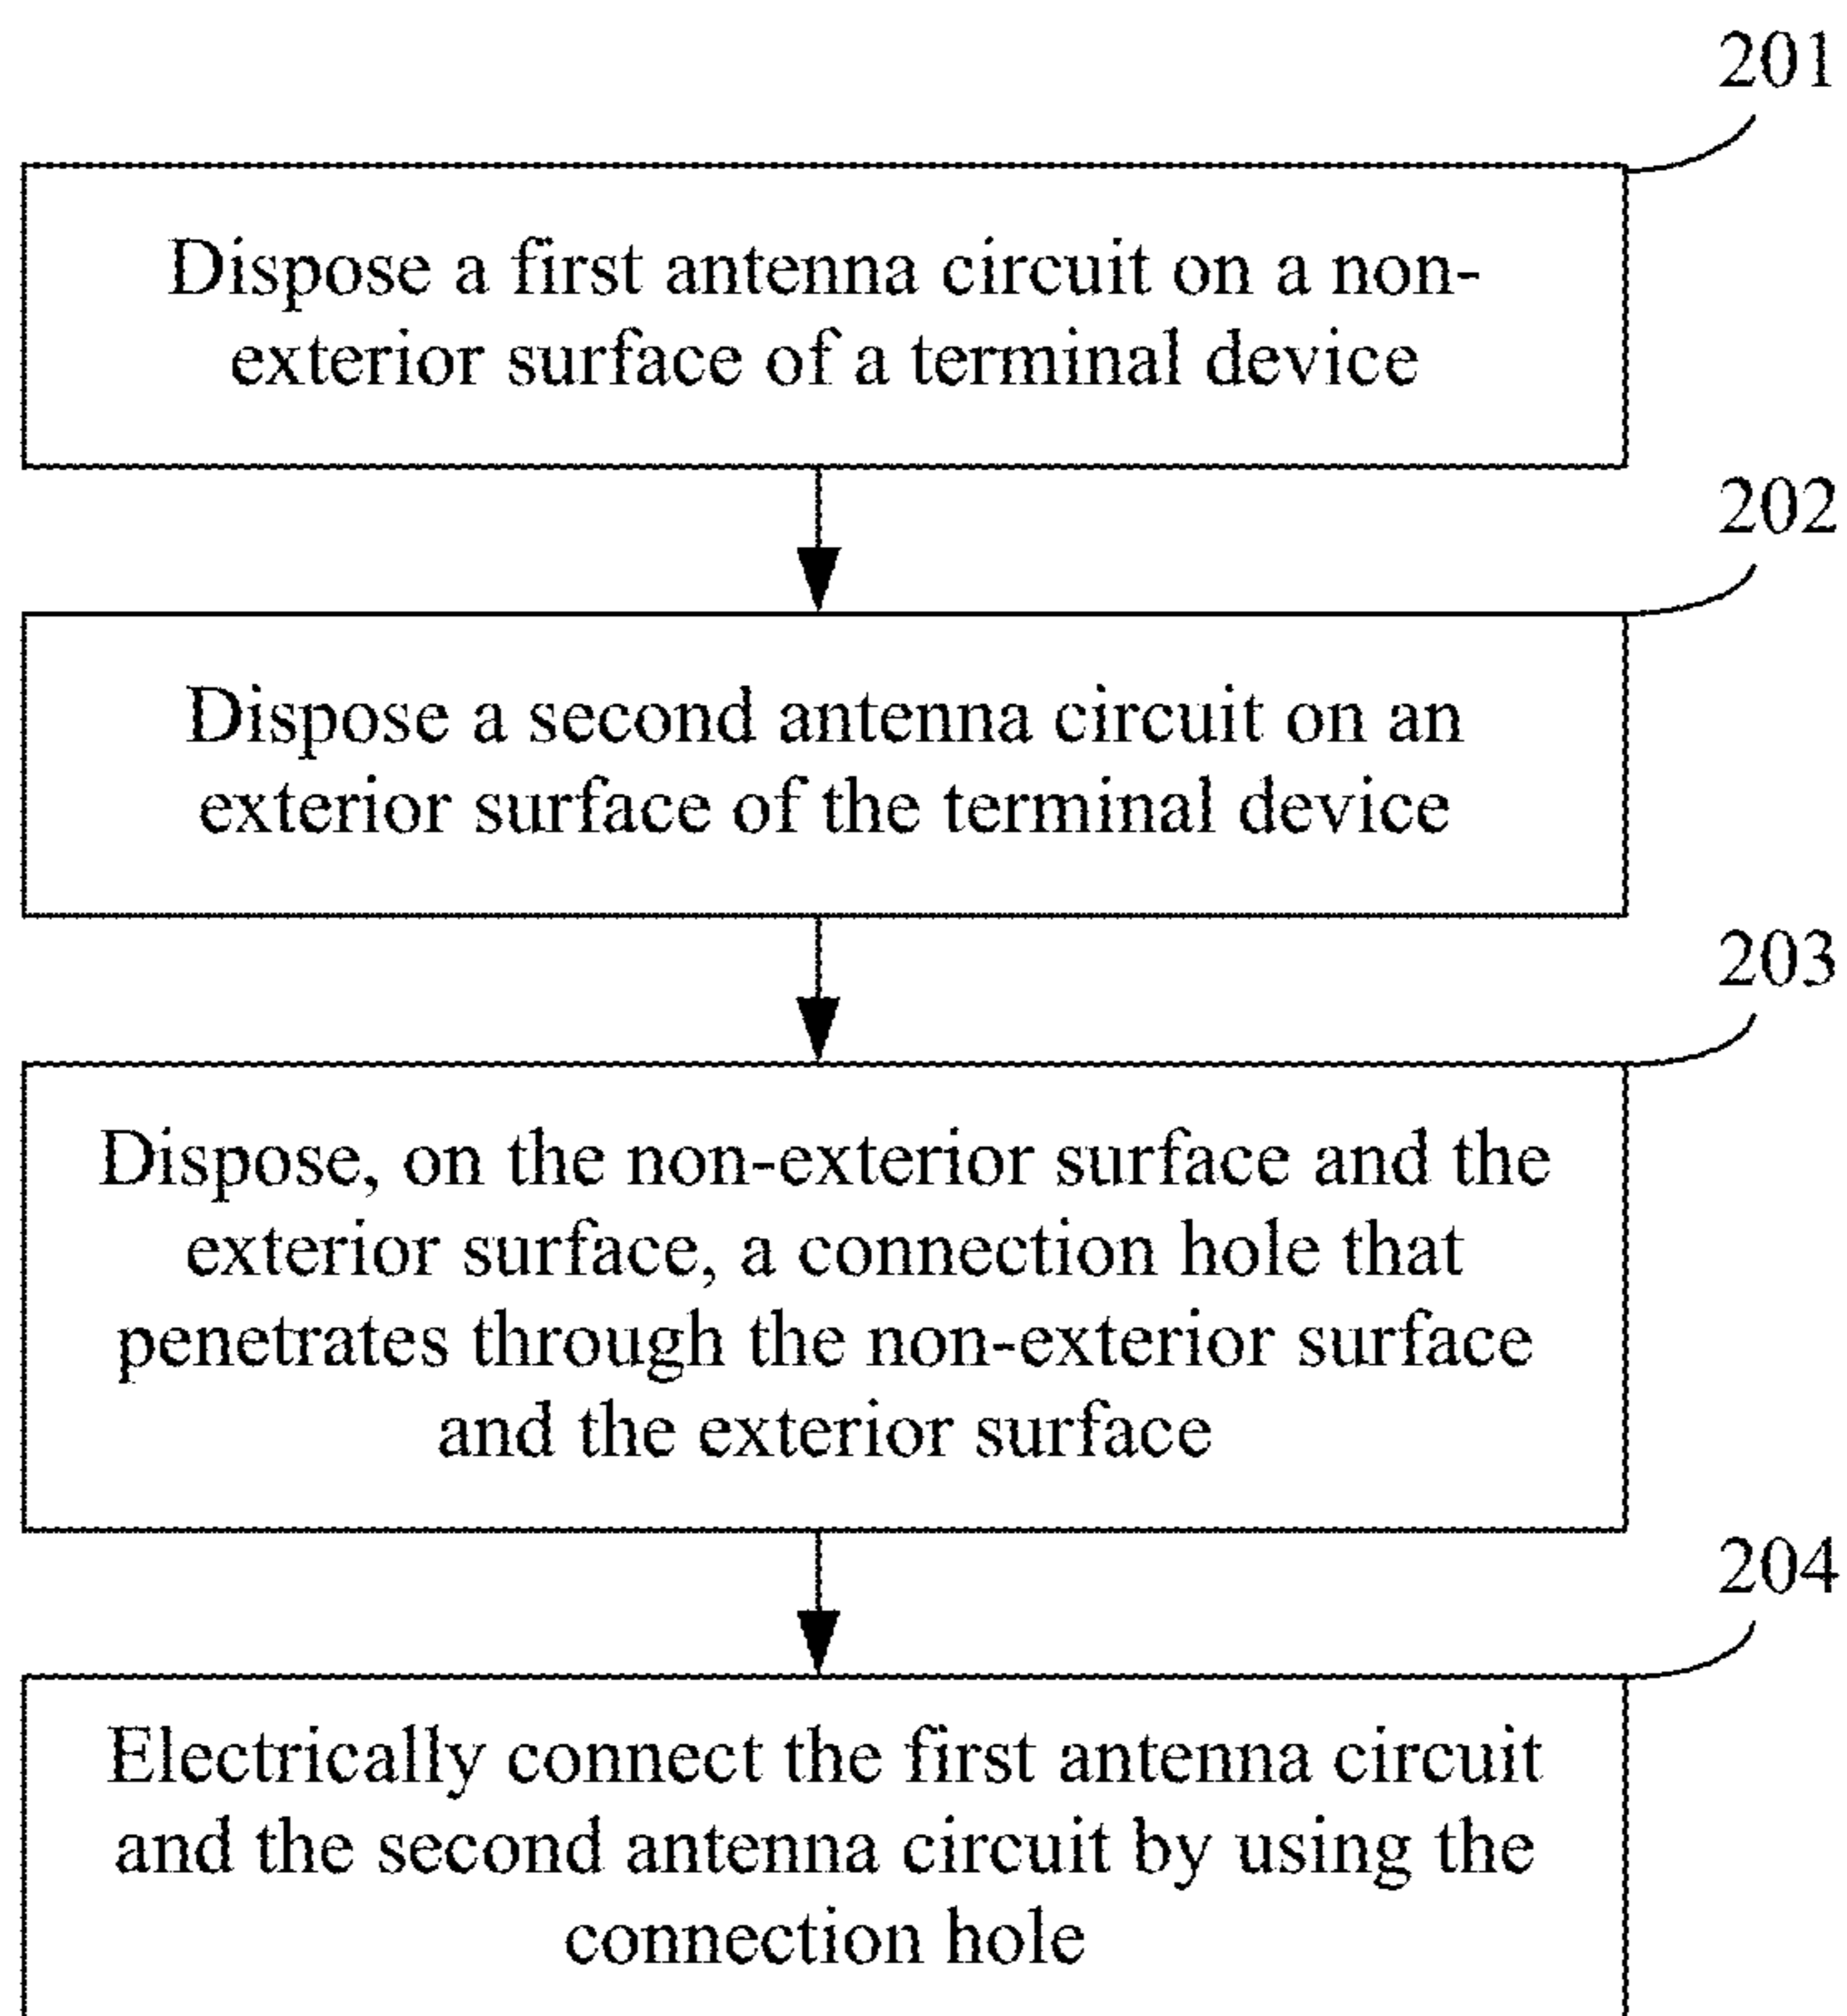 201
Dispose a first antenna circuit on a non-
exterior surface of a terminal device
202
Dispose a second antenna circuit on an
exterior surface of the terminal device
203
Dispose, on the non-exterior surface and the
exterior surface, a connection hole that
penetrates through the non-exterior surface
and the exterior surface
204
Electrically connect the first antenna circuit
and the second antenna circuit by using the
connection hole